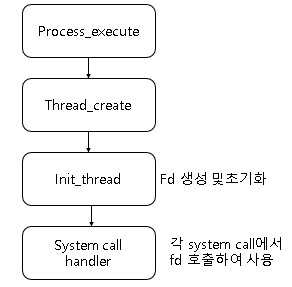 Process_execute
Thread_create
Init_thread
Fd 생성 및초기화
System call
handler
각 system call에서
fd 호출하여 사용